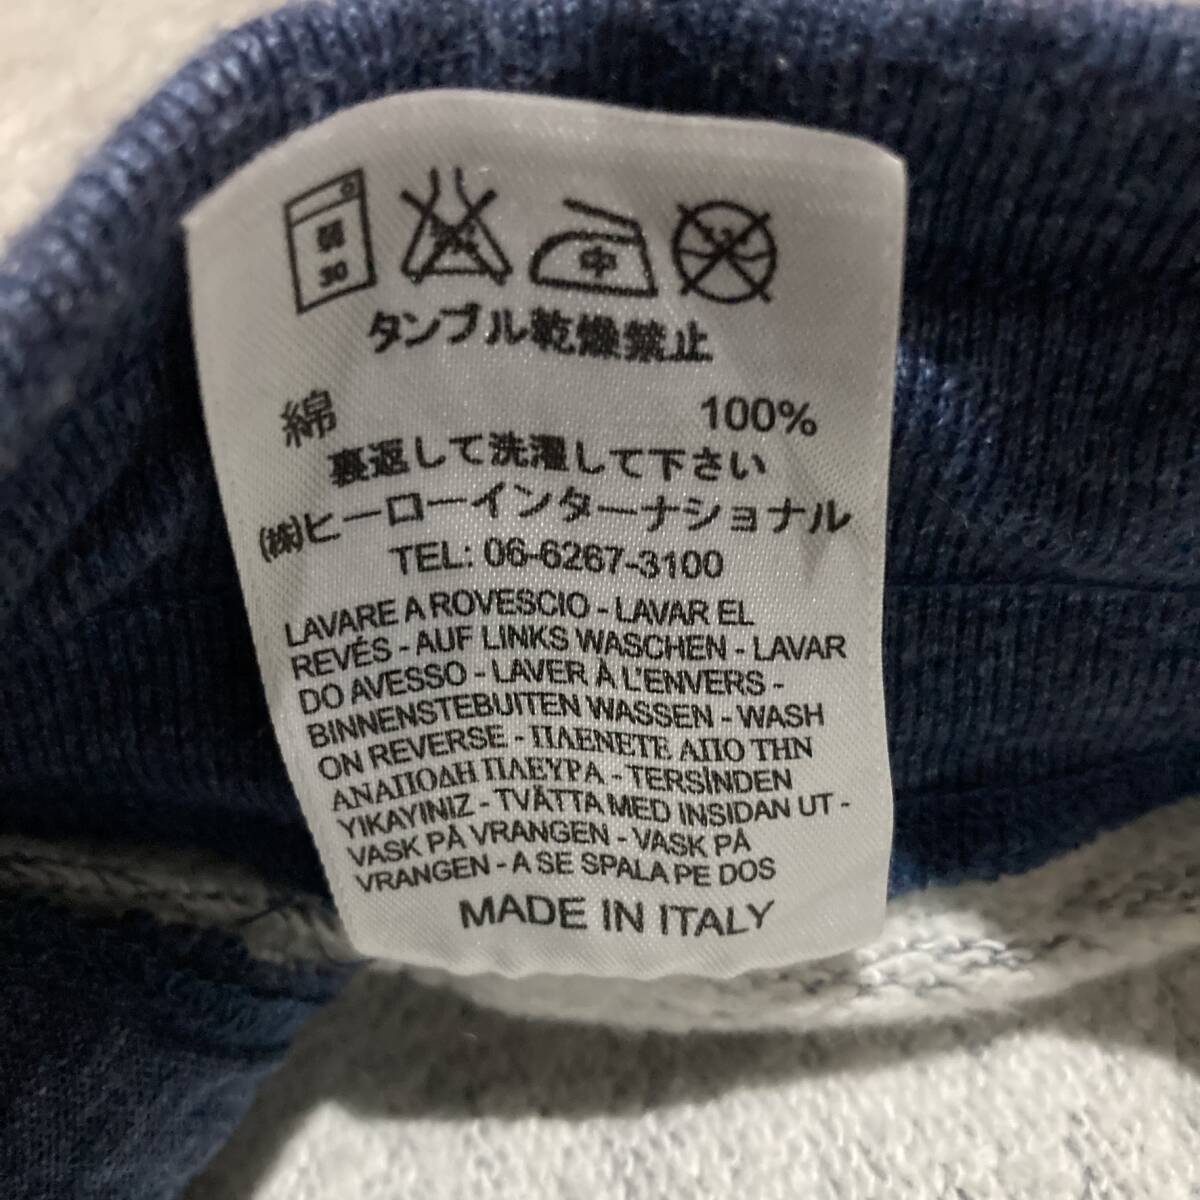 弱
30
中
タンブル乾燥禁止
綿 100%
裏返して洗濯して下さい
(株)ヒーローインターナショナル
TEL: 06-6267-3100
LAVARE A ROVESCIO - LAVAR EL
REVÉS - AUF LINKS WASCHEN - LAVAR
DO AVESSO - LAVER À L'ENVERS -
BINNENSTEBUITEN WASSEN - WASH
ON REVERSE - ΠΛΕΝΕΤΕ ΑΠΟ ΤΗΝ
ΑΝΑΠΟΔΗ ΠΛΕΥΡΑ - TERSİNDEN
YIKAYINIZ - TVÄTTA MED INSIDAN UT -
VASK PÅ VRANGEN - VASK PÅ
VRANGEN - A SE SPALA PE DOS
MADE IN ITALY